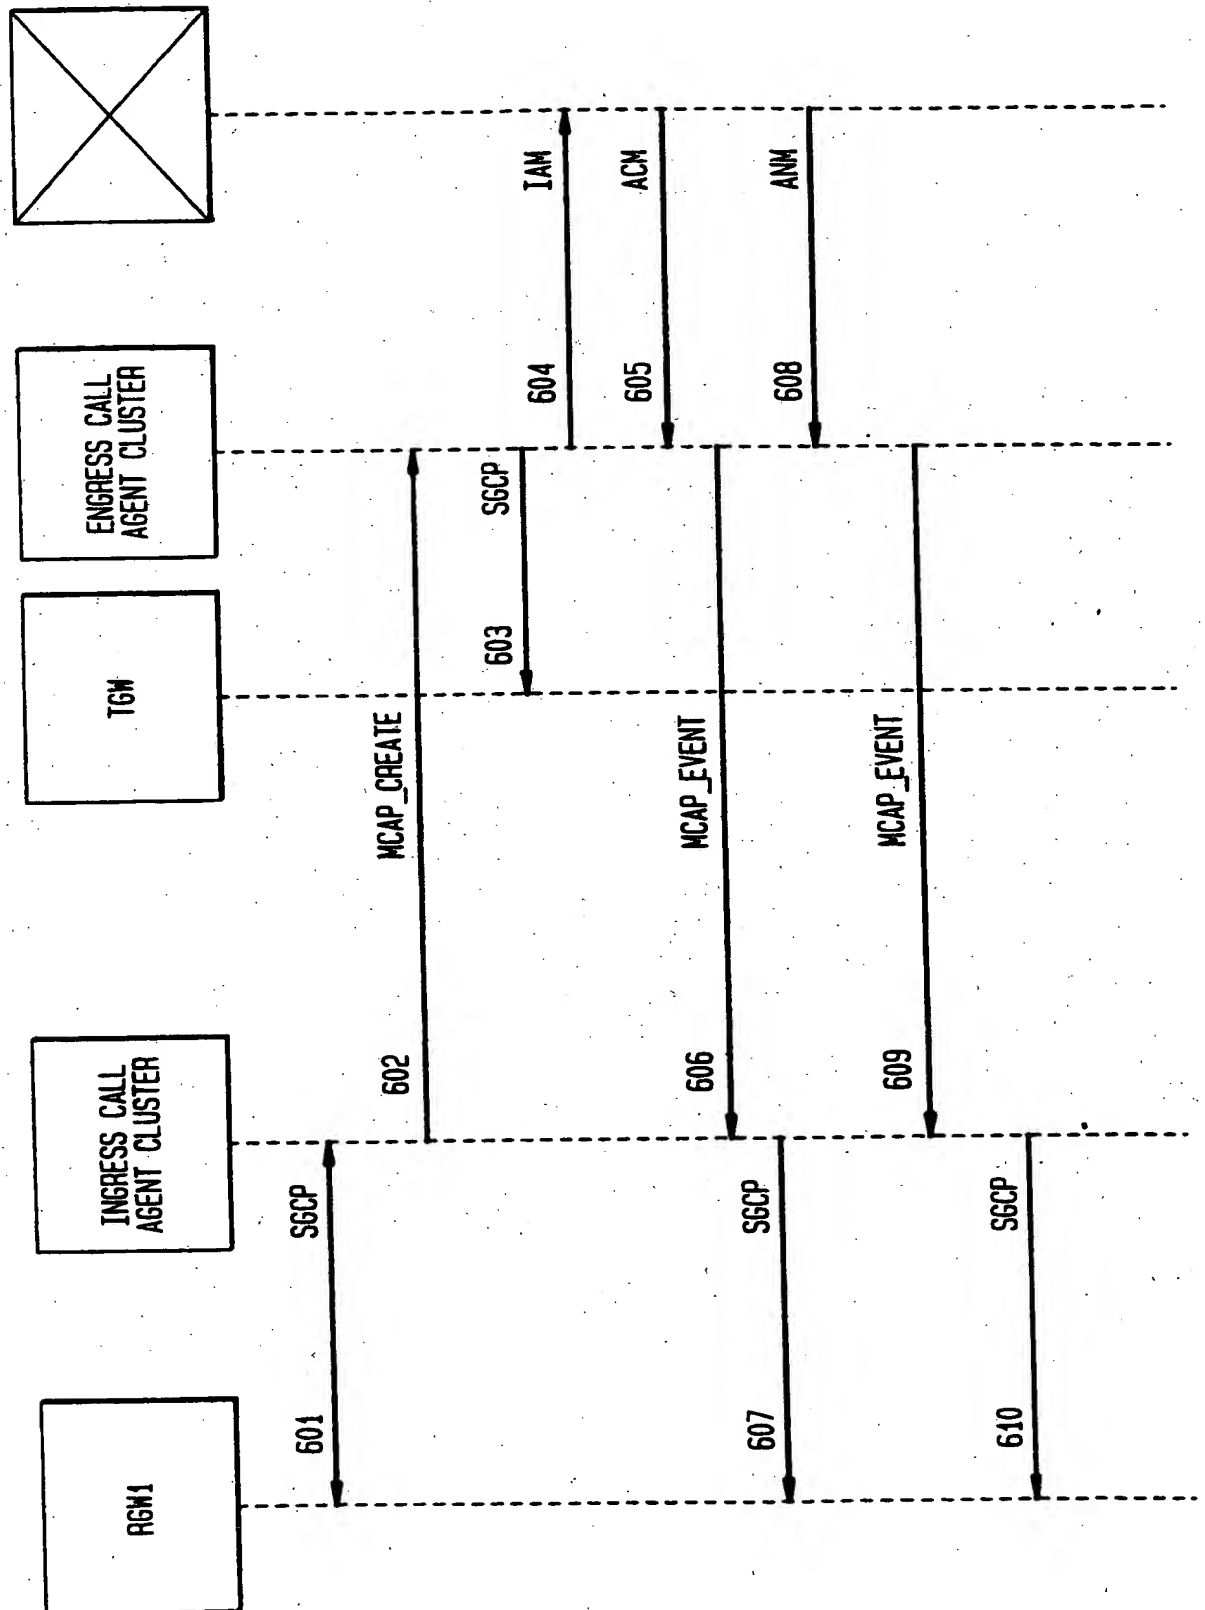 RGW1
INGRESS CALL
AGENT CLUSTER
TGW
ENGRESS CALL
AGENT CLUSTER
601
SGCP
602
MCAP_CREATE
603
SGCP
604
IAM
605
ACM
606
MCAP_EVENT
607
SGCP
608
ANM
609
MCAP_EVENT
610
SGCP